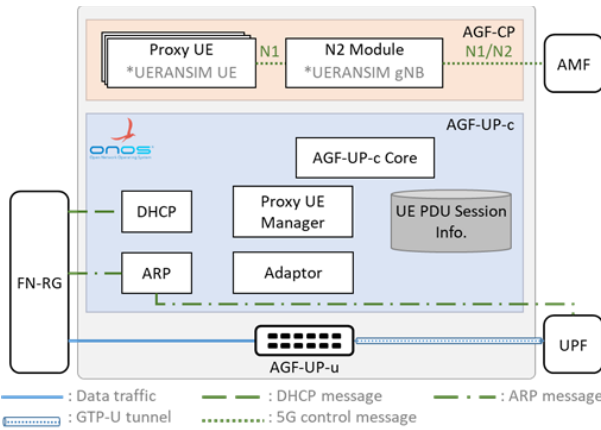 AGF-CP
Proxy UE
*UERANSIM UE
N1
N2 Module
*UERANSIM gNB
N1/N2
AMF
AGF-UP-c
onos
Open Network Operating System
AGF-UP-c Core
DHCP
Proxy UE
Manager
UE PDU Session
Info.
FN-RG
ARP
Adaptor
UPF
AGF-UP-u
: Data traffic
: DHCP message
: ARP message
: GTP-U tunnel
: 5G control message